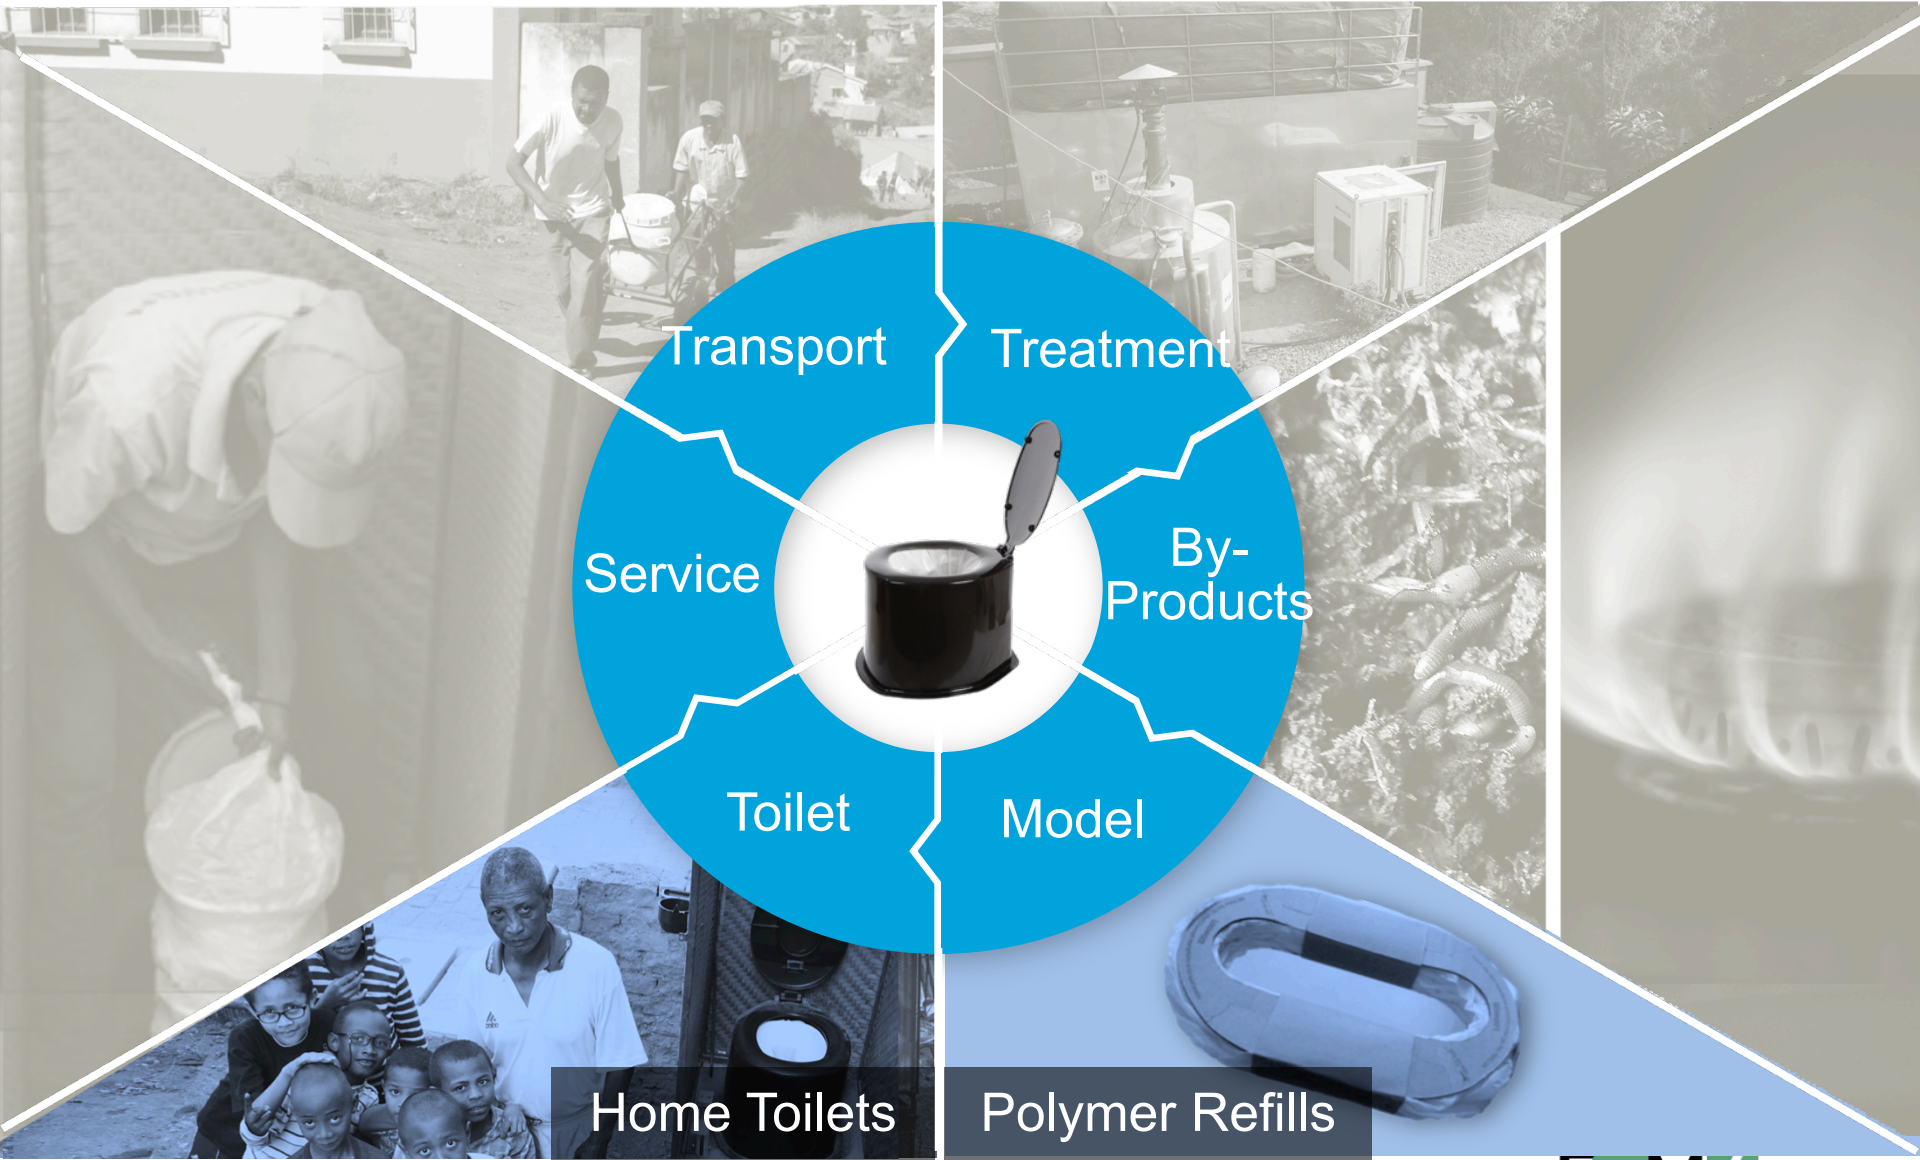 Transport
Treatment
Service
By-
Products
Toilet
Model
Home Toilets
Polymer Refills